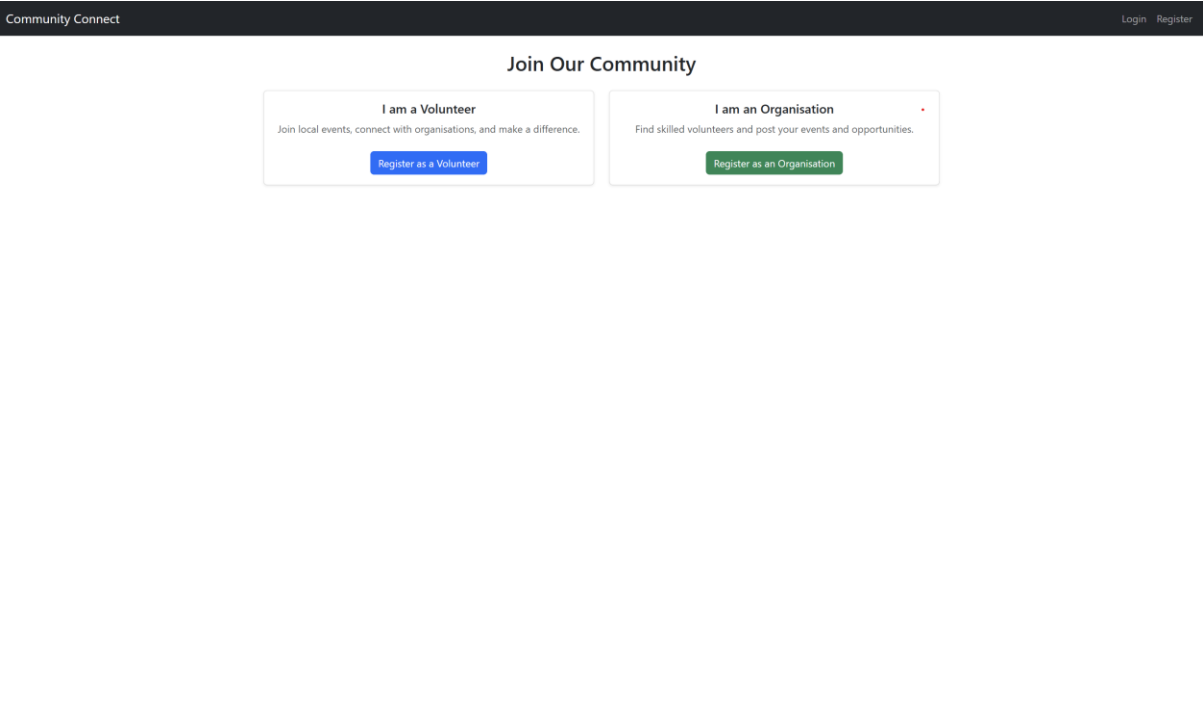 Community Connect
Login Register
Join Our Community
I am a Volunteer
Join local events, connect with organisations, and make a difference.
Register as a Volunteer
I am an Organisation
Find skilled volunteers and post your events and opportunities.
Register as an Organisation